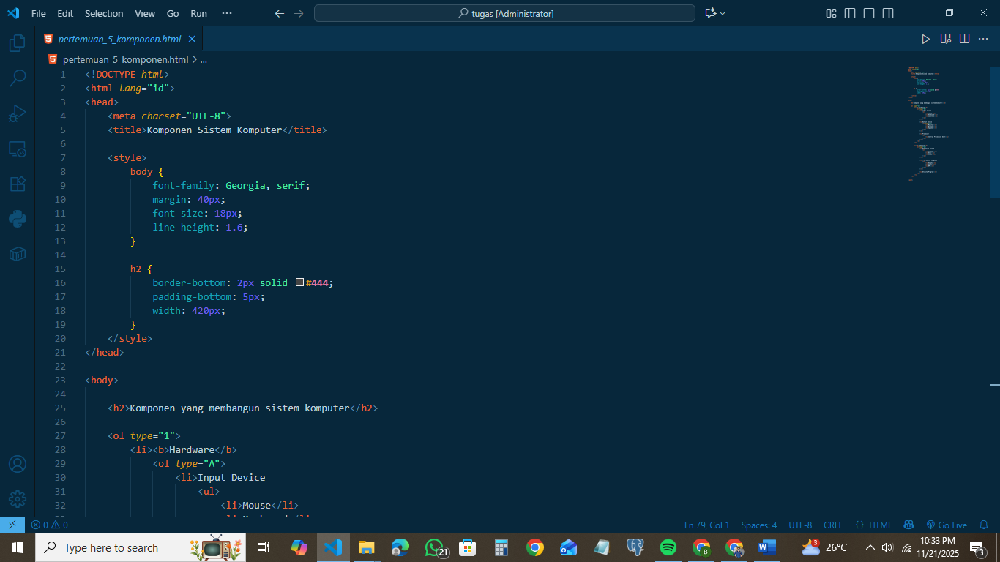 File Edit Selection View Go Run ···
tugas [Administrator]
pertemuan_5_komponen.html
pertemuan_5_komponen.html > ...
1 <!DOCTYPE html>
2 <html lang="id">
3 <head>
4 <meta charset="UTF-8">
5 <title>Komponen Sistem Komputer</title>
6
7 <style>
8 body {
9 font-family: Georgia, serif;
10 margin: 40px;
11 font-size: 18px;
12 line-height: 1.6;
13 }
14
15 h2 {
16 border-bottom: 2px solid #444;
17 padding-bottom: 5px;
18 width: 420px;
19 }
20 </style>
21 </head>
22
23 <body>
24
25 <h2>Komponen yang membangun sistem komputer</h2>
26
27 <ol type="1">
28 <li><b>Hardware</b>
29 <ol type="A">
30 <li>Input Device
31 <ul>
32 <li>Mouse</li>
0 0 Ln 79, Col 1 Spaces: 4 UTF-8 CRLF {} HTML Go Live
Type here to search
21
3
26°C
10:33 PM
11/21/2025
3